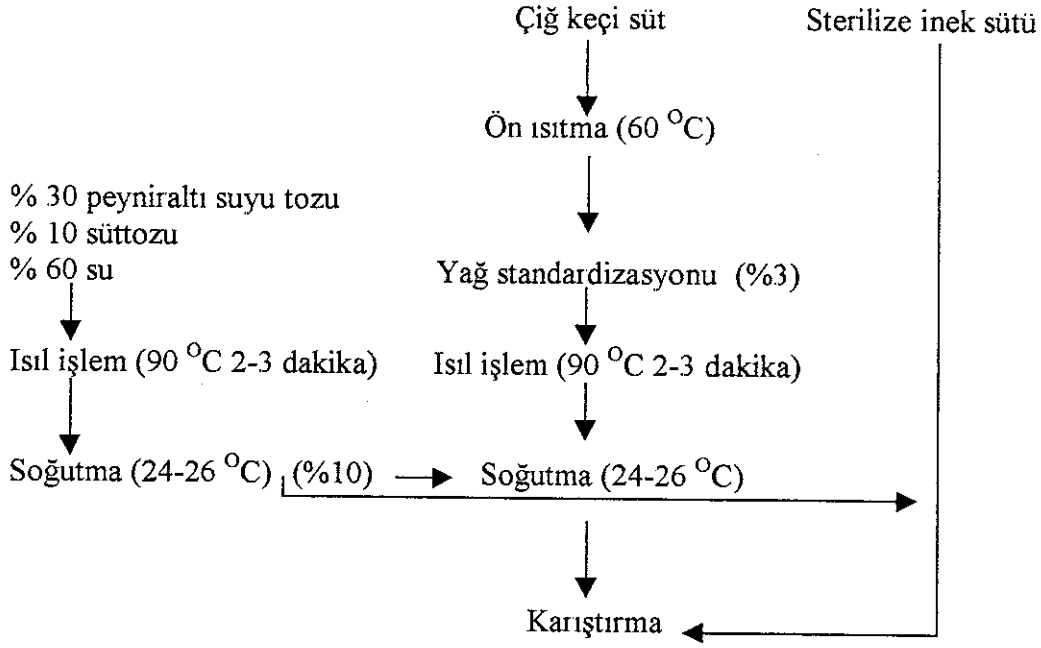 Çiğ keçi süt
Sterilize inek sütü
Ön ısıtma (60 °C)
% 30 peyniraltı suyu tozu
% 10 süttozu
% 60 su
Yağ standardizasyonu (%3)
Isıl işlem (90 °C 2-3 dakika)
Isıl işlem (90 °C 2-3 dakika)
Soğutma (24-26 °C) (%10)
Soğutma (24-26 °C)
Karıştırma